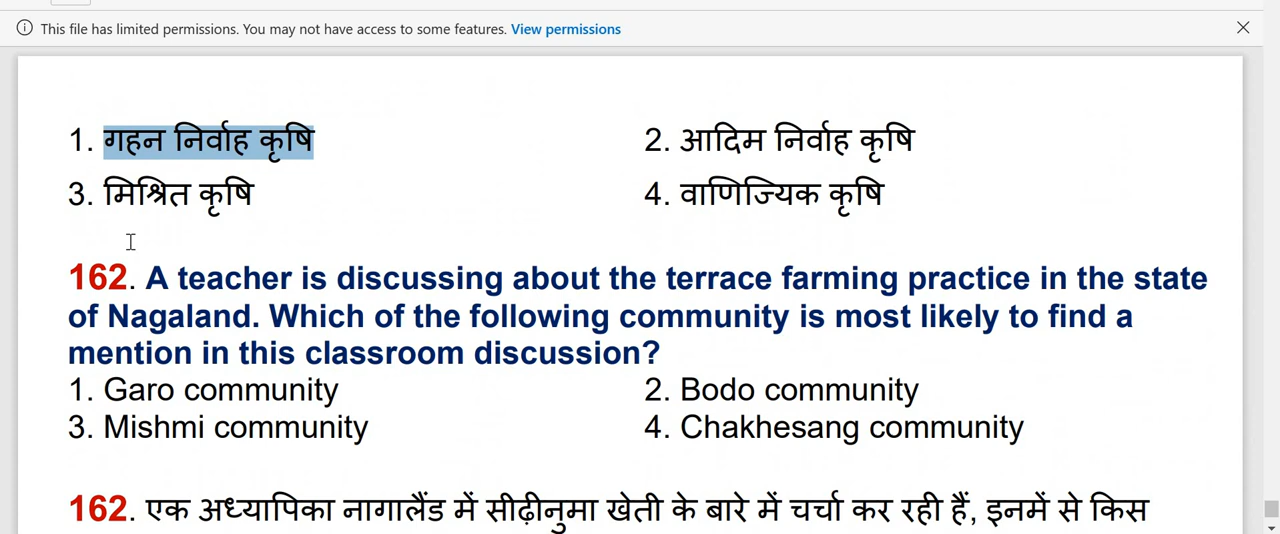 This file has limited permissions. You may not have access to some features. View permissions
1. गहन निर्वाह कृषि 2. आदिम निर्वाह कृषि
3. मिश्रित कृषि 4. वाणिज्यिक कृषि
162. A teacher is discussing about the terrace farming practice in the state
of Nagaland. Which of the following community is most likely to find a
mention in this classroom discussion?
1. Garo community 2. Bodo community
3. Mishmi community 4. Chakhesang community
162. एक अध्यापिका नागालैंड में सीढ़ीनुमा खेती के बारे में चर्चा कर रही हैं, इनमें से किस